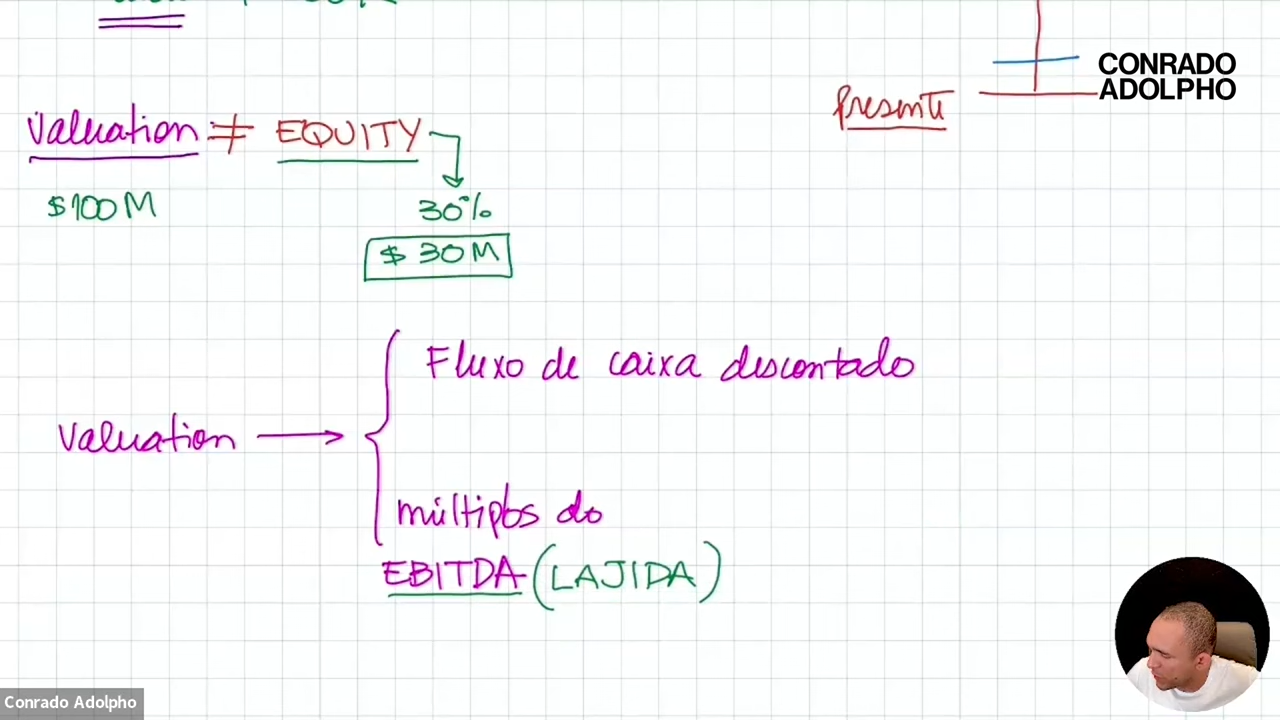 CONRADO
ADOLPHO
Presente
Valuation ≠ EQUITY
$100M
30%
$ 30M
Fluxo de caixa descontado
Valuation →
múltiplos do
EBITDA (LAJIDA)
Conrado Adolpho